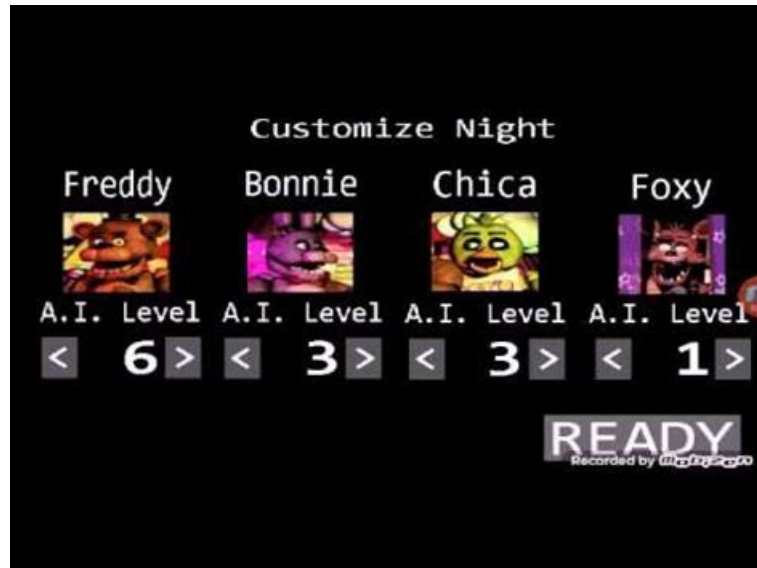 Customize Night
Freddy Bonnie Chica Foxy
A.I. Level A.I. Level A.I. Level A.I. Level
< 6 > < 3 > < 3 > < 1 >
READY
Recorded by